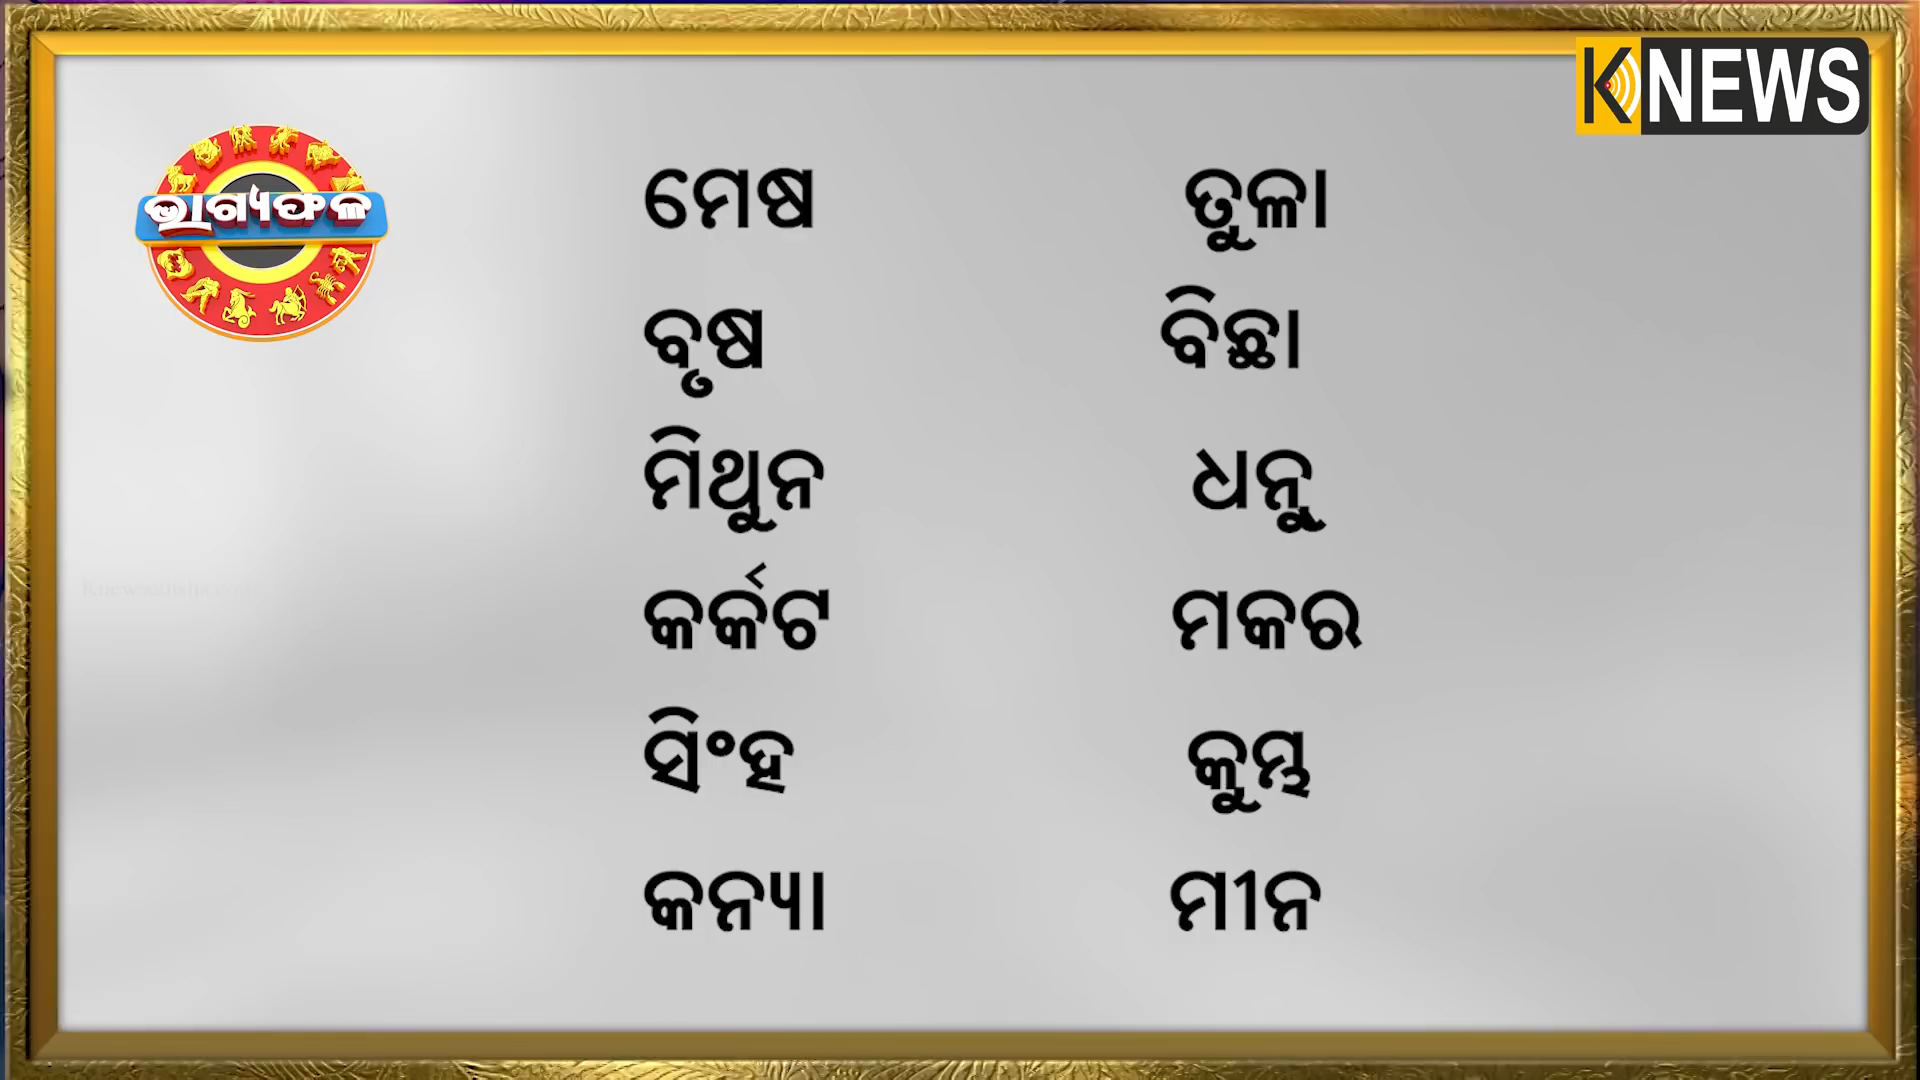 KNEWS
ଭାଗ୍ୟଫଳ
ମେଷ ତୁଳା
ବୃଷ ବିଛା
ମିଥୁନ ଧନୁ
କର୍କଟ ମକର
ସିଂହ କୁମ୍ଭ
କନ୍ୟା ମୀନ